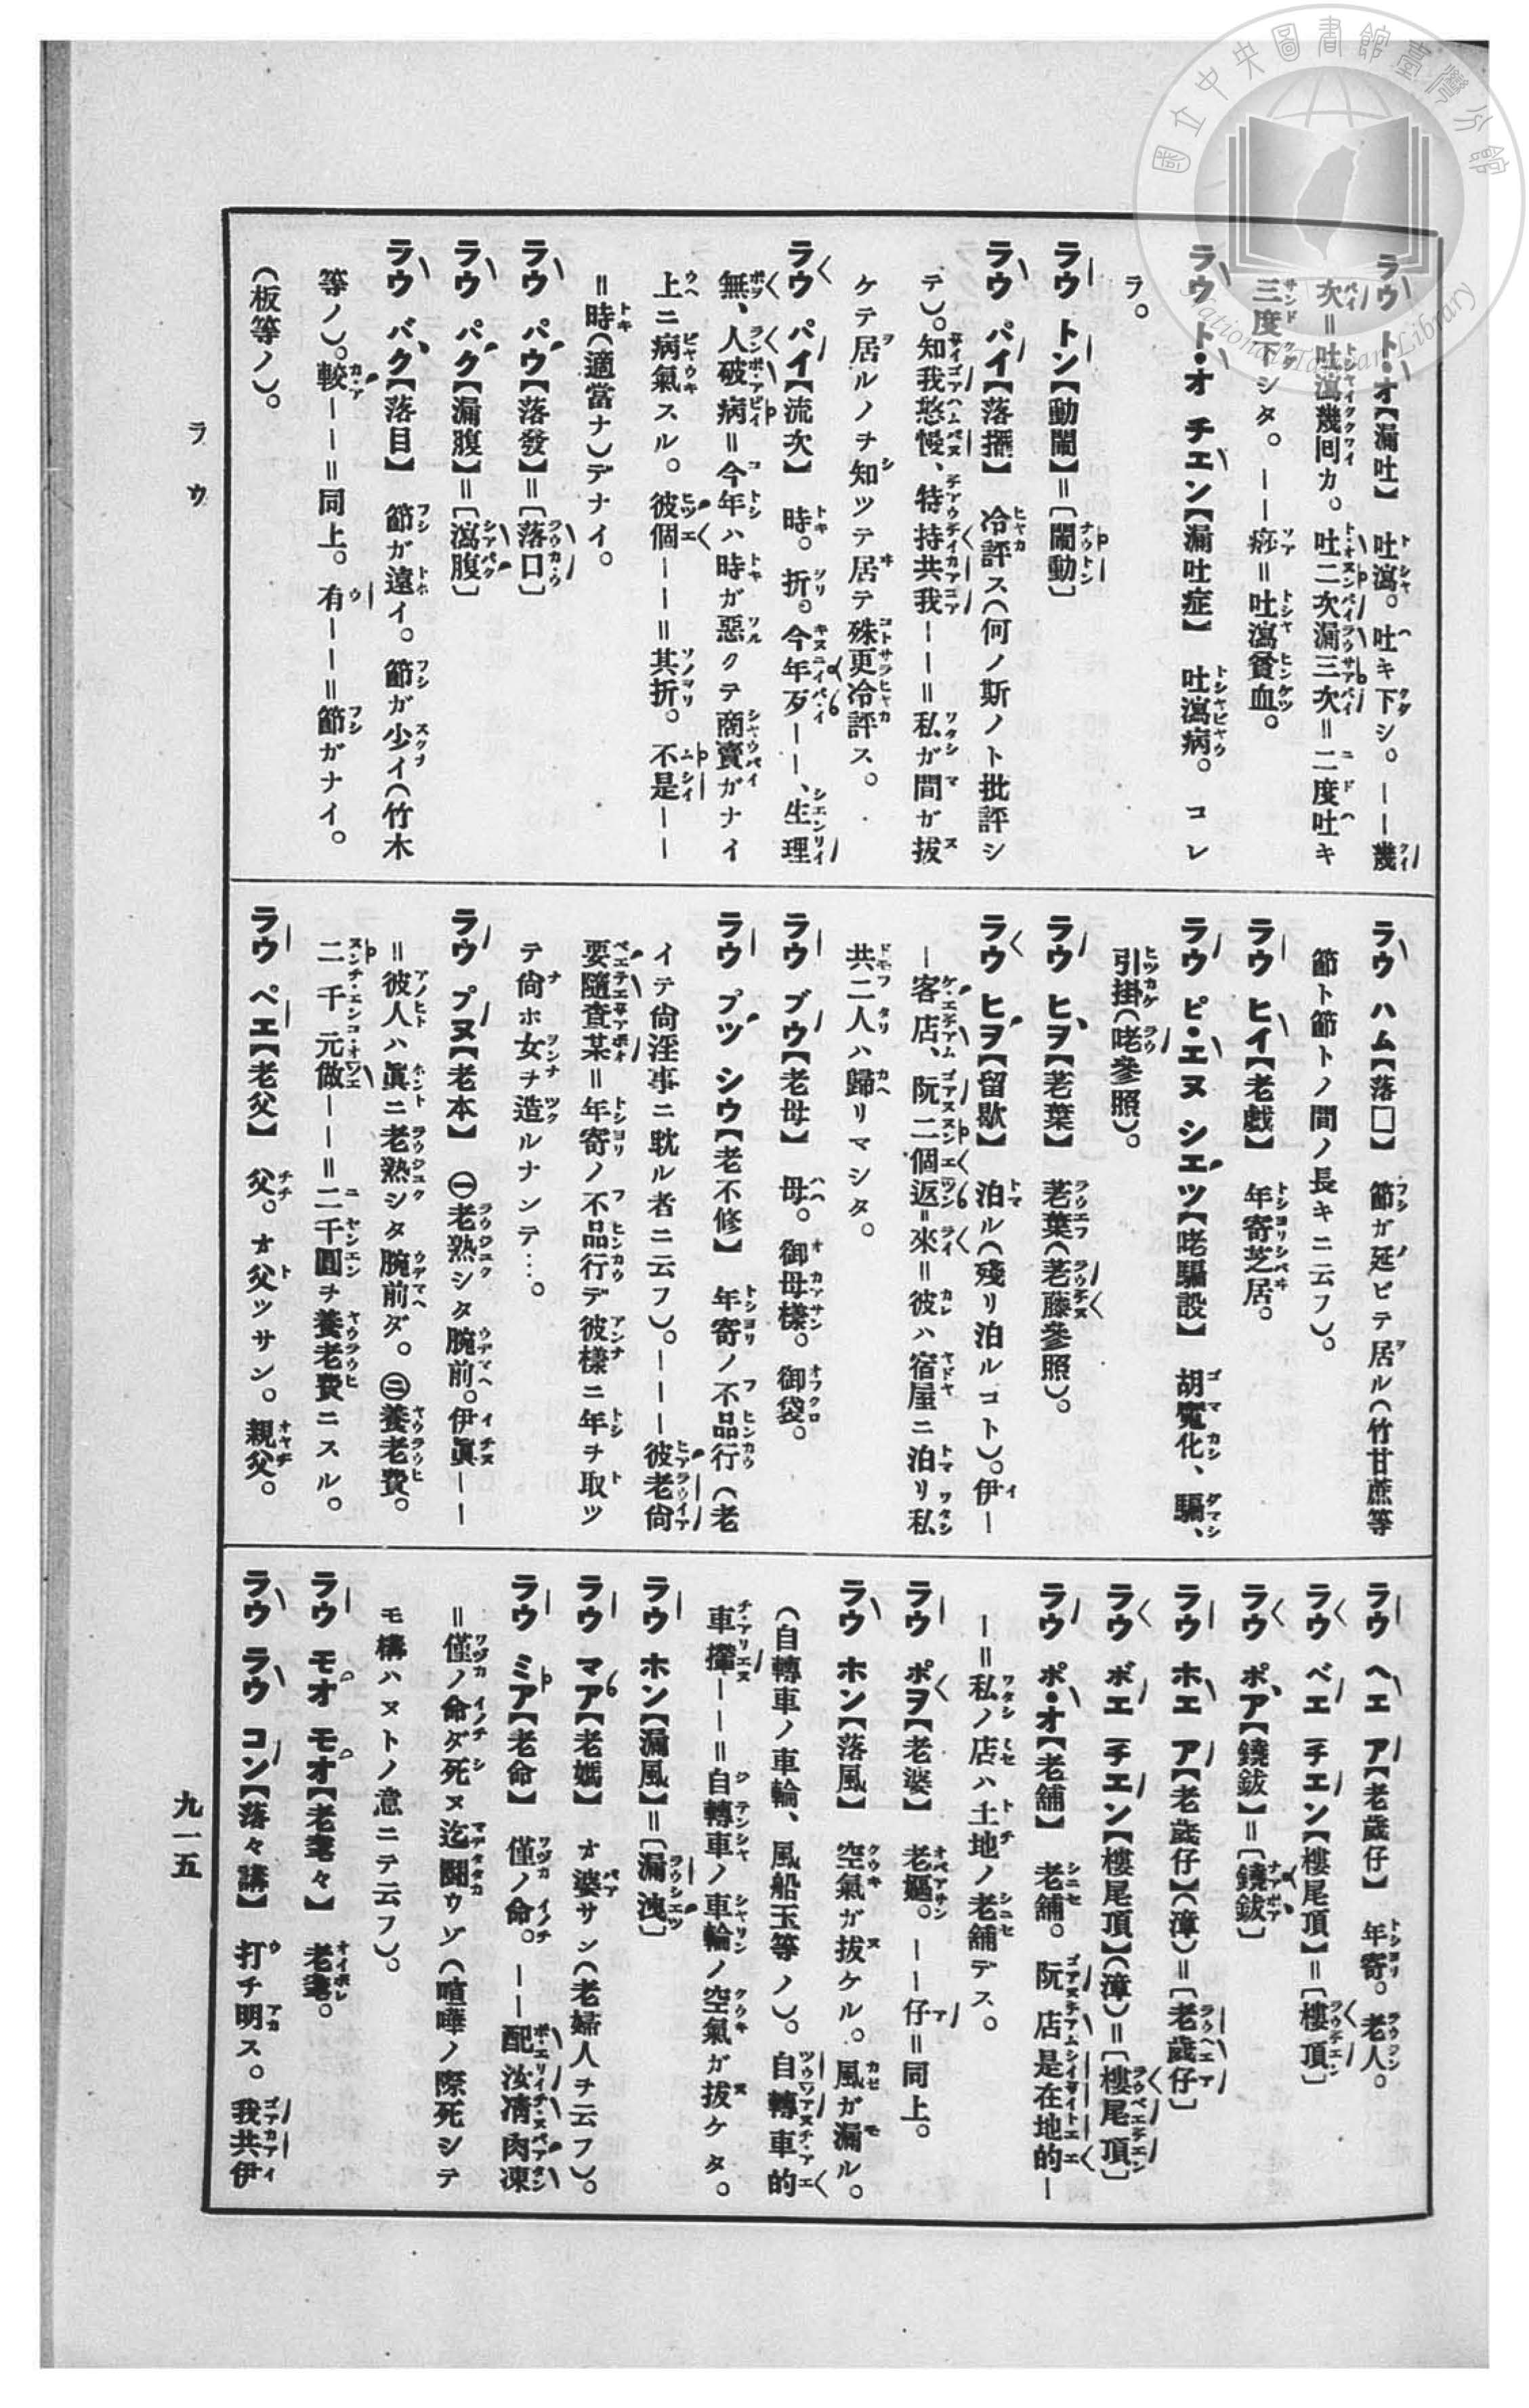 國立中央圖書館臺灣分館
National Taiwan Library
ラウ ト・オ【漏吐】 吐瀉。吐キ下シ。——幾
次＝吐瀉幾回カ。吐二次漏三次＝二度吐キ
三度下シタ。——痧＝吐瀉貧血。
ラウ ト・オ チエン【漏吐症】 吐瀉病。コレ
ラ。
ラウ トン【動鬧】＝〔鬧動〕
ラウ パイ【落擺】 冷評ス（何ノ斯ノト批評シ
テ）。知我憨慢、特持共我——＝私ガ間ガ拔
ケテ居ルノヲ知ツテ居テ殊更冷評ス。
ラウ パイ【流次】 時。折。今年歹——、生理
無、人破病＝今年ハ時ガ惡クテ商賣ガナイ
上ニ病氣スル。彼個——＝其折。不是——
＝時（適當ナ）デナイ。
ラウ パウ【落發】＝〔落口〕
ラウ パク【漏腹】＝〔瀉腹〕
ラウ バク【落目】 節ガ遠イ。節ガ少イ（竹木
等ノ）。較——＝同上。有——＝節ガナイ。
（板等ノ）。
ラウ ハム【落□】 節ガ延ビテ居ル（竹甘蔗等
節ト節トノ間ノ長キニ云フ）。
ラウ ヒイ【老戲】 年寄芝居。
ラウ ピ・エヌ シエツ【咾騙設】 胡魔化、騙、
引掛（咾參照）。
ラウ ヒヲ【荖葉】 荖葉（荖藤參照）。
ラウ ヒヲ【留歇】 泊ル（殘リ泊ルコト）。伊—
—客店、阮二個返來＝彼ハ宿屋ニ泊リ私
共二人ハ歸リマシタ。
ラウ ブウ【老母】 母。御母樣。御袋。
ラウ プツ シウ【老不修】 年寄ノ不品行（老
イテ尙淫事ニ耽ル者ニ云フ）。———彼老尙
要隨査某＝年寄ノ不品行デ彼樣ニ年ヲ取ツ
テ尙ホ女ヲ造ルナンテ…。
ラウ プヌ【老本】 ㊀老熟シタ腕前。伊眞——
＝彼人ハ眞ニ老熟シタ腕前ダ。㊁養老費。
二千元做——＝二千圓ヲ養老費ニスル。
ラウ ペエ【老父】 父。オ父ツサン。親父。
ラウ ヘエ ア【老歲仔】 年寄。老人。
ラウ ベエ チエン【樓尾頂】＝〔樓頂〕
ラウ ポア【鐃鈸】＝〔鐃鈸〕
ラウ ホエ ア【老歲仔】（漳）＝〔老歲仔〕
ラウ ボエ チエン【樓尾頂】（漳）＝〔樓尾頂〕
ラウ ポ・オ【老舖】 老舖。阮店是在地的—
—＝私ノ店ハ土地ノ老舖デス。
ラウ ポヲ【老婆】 老嫗。——仔＝同上。
ラウ ホン【落風】 空氣ガ拔ケル。風ガ漏ル。
（自轉車ノ車輪、風船玉等ノ）。自轉車的
車——＝自轉車ノ車輪ノ空氣ガ拔ケタ。
ラウ ホン【漏風】＝〔漏洩〕
ラウ マア【老媽】 オ婆サン（老婦人ヲ云フ）。
ラウ ミア【老命】 僅ノ命。——配汝凊肉凍
＝僅ノ命ダ死ヌ迄鬪ウゾ（喧嘩ノ際死シテ
モ構ハヌトノ意ニテ云フ）。
ラウ モオ モオ【老耄々】 老耄。
ラウ ラウ コン【落々講】 打チ明ス。我共伊
ラウ
九一五